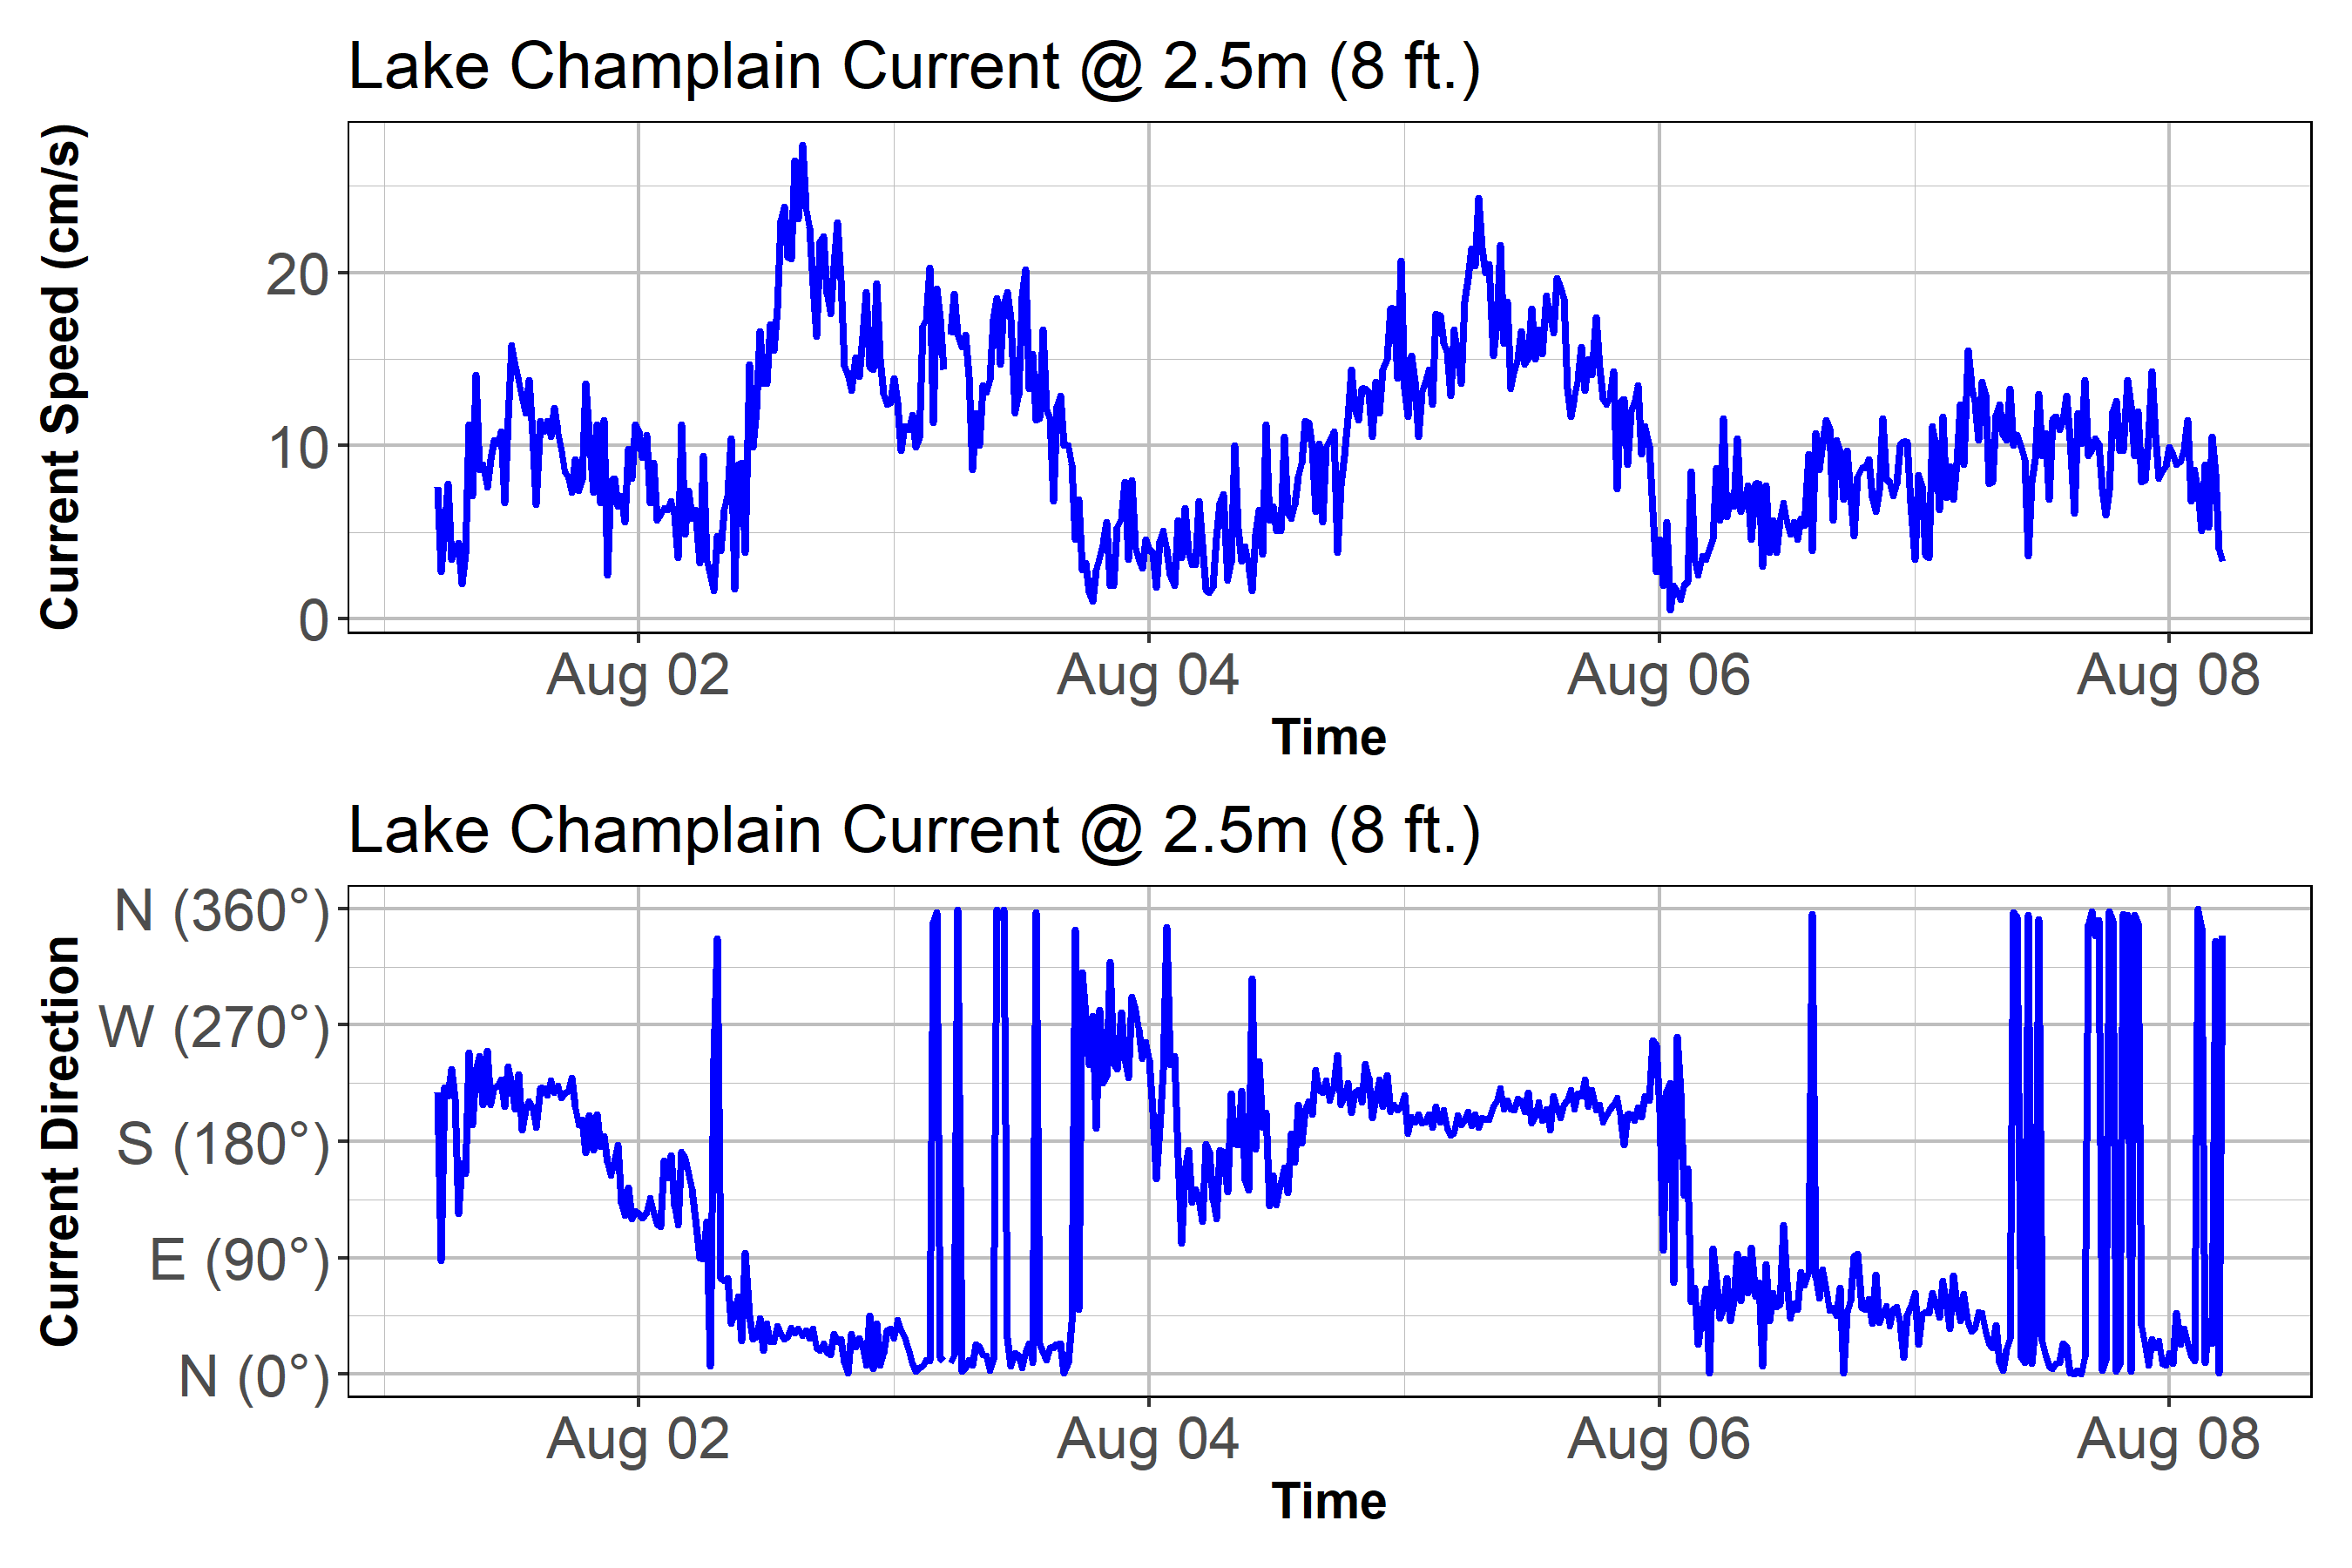 Lake Champlain Current @ 2.5m (8 ft.)
Current Speed (cm/s)
20
10
0
Aug 02 Aug 04 Aug 06 Aug 08
Time
Lake Champlain Current @ 2.5m (8 ft.)
Current Direction
N (360°)
W (270°)
S (180°)
E (90°)
N (0°)
Aug 02 Aug 04 Aug 06 Aug 08
Time